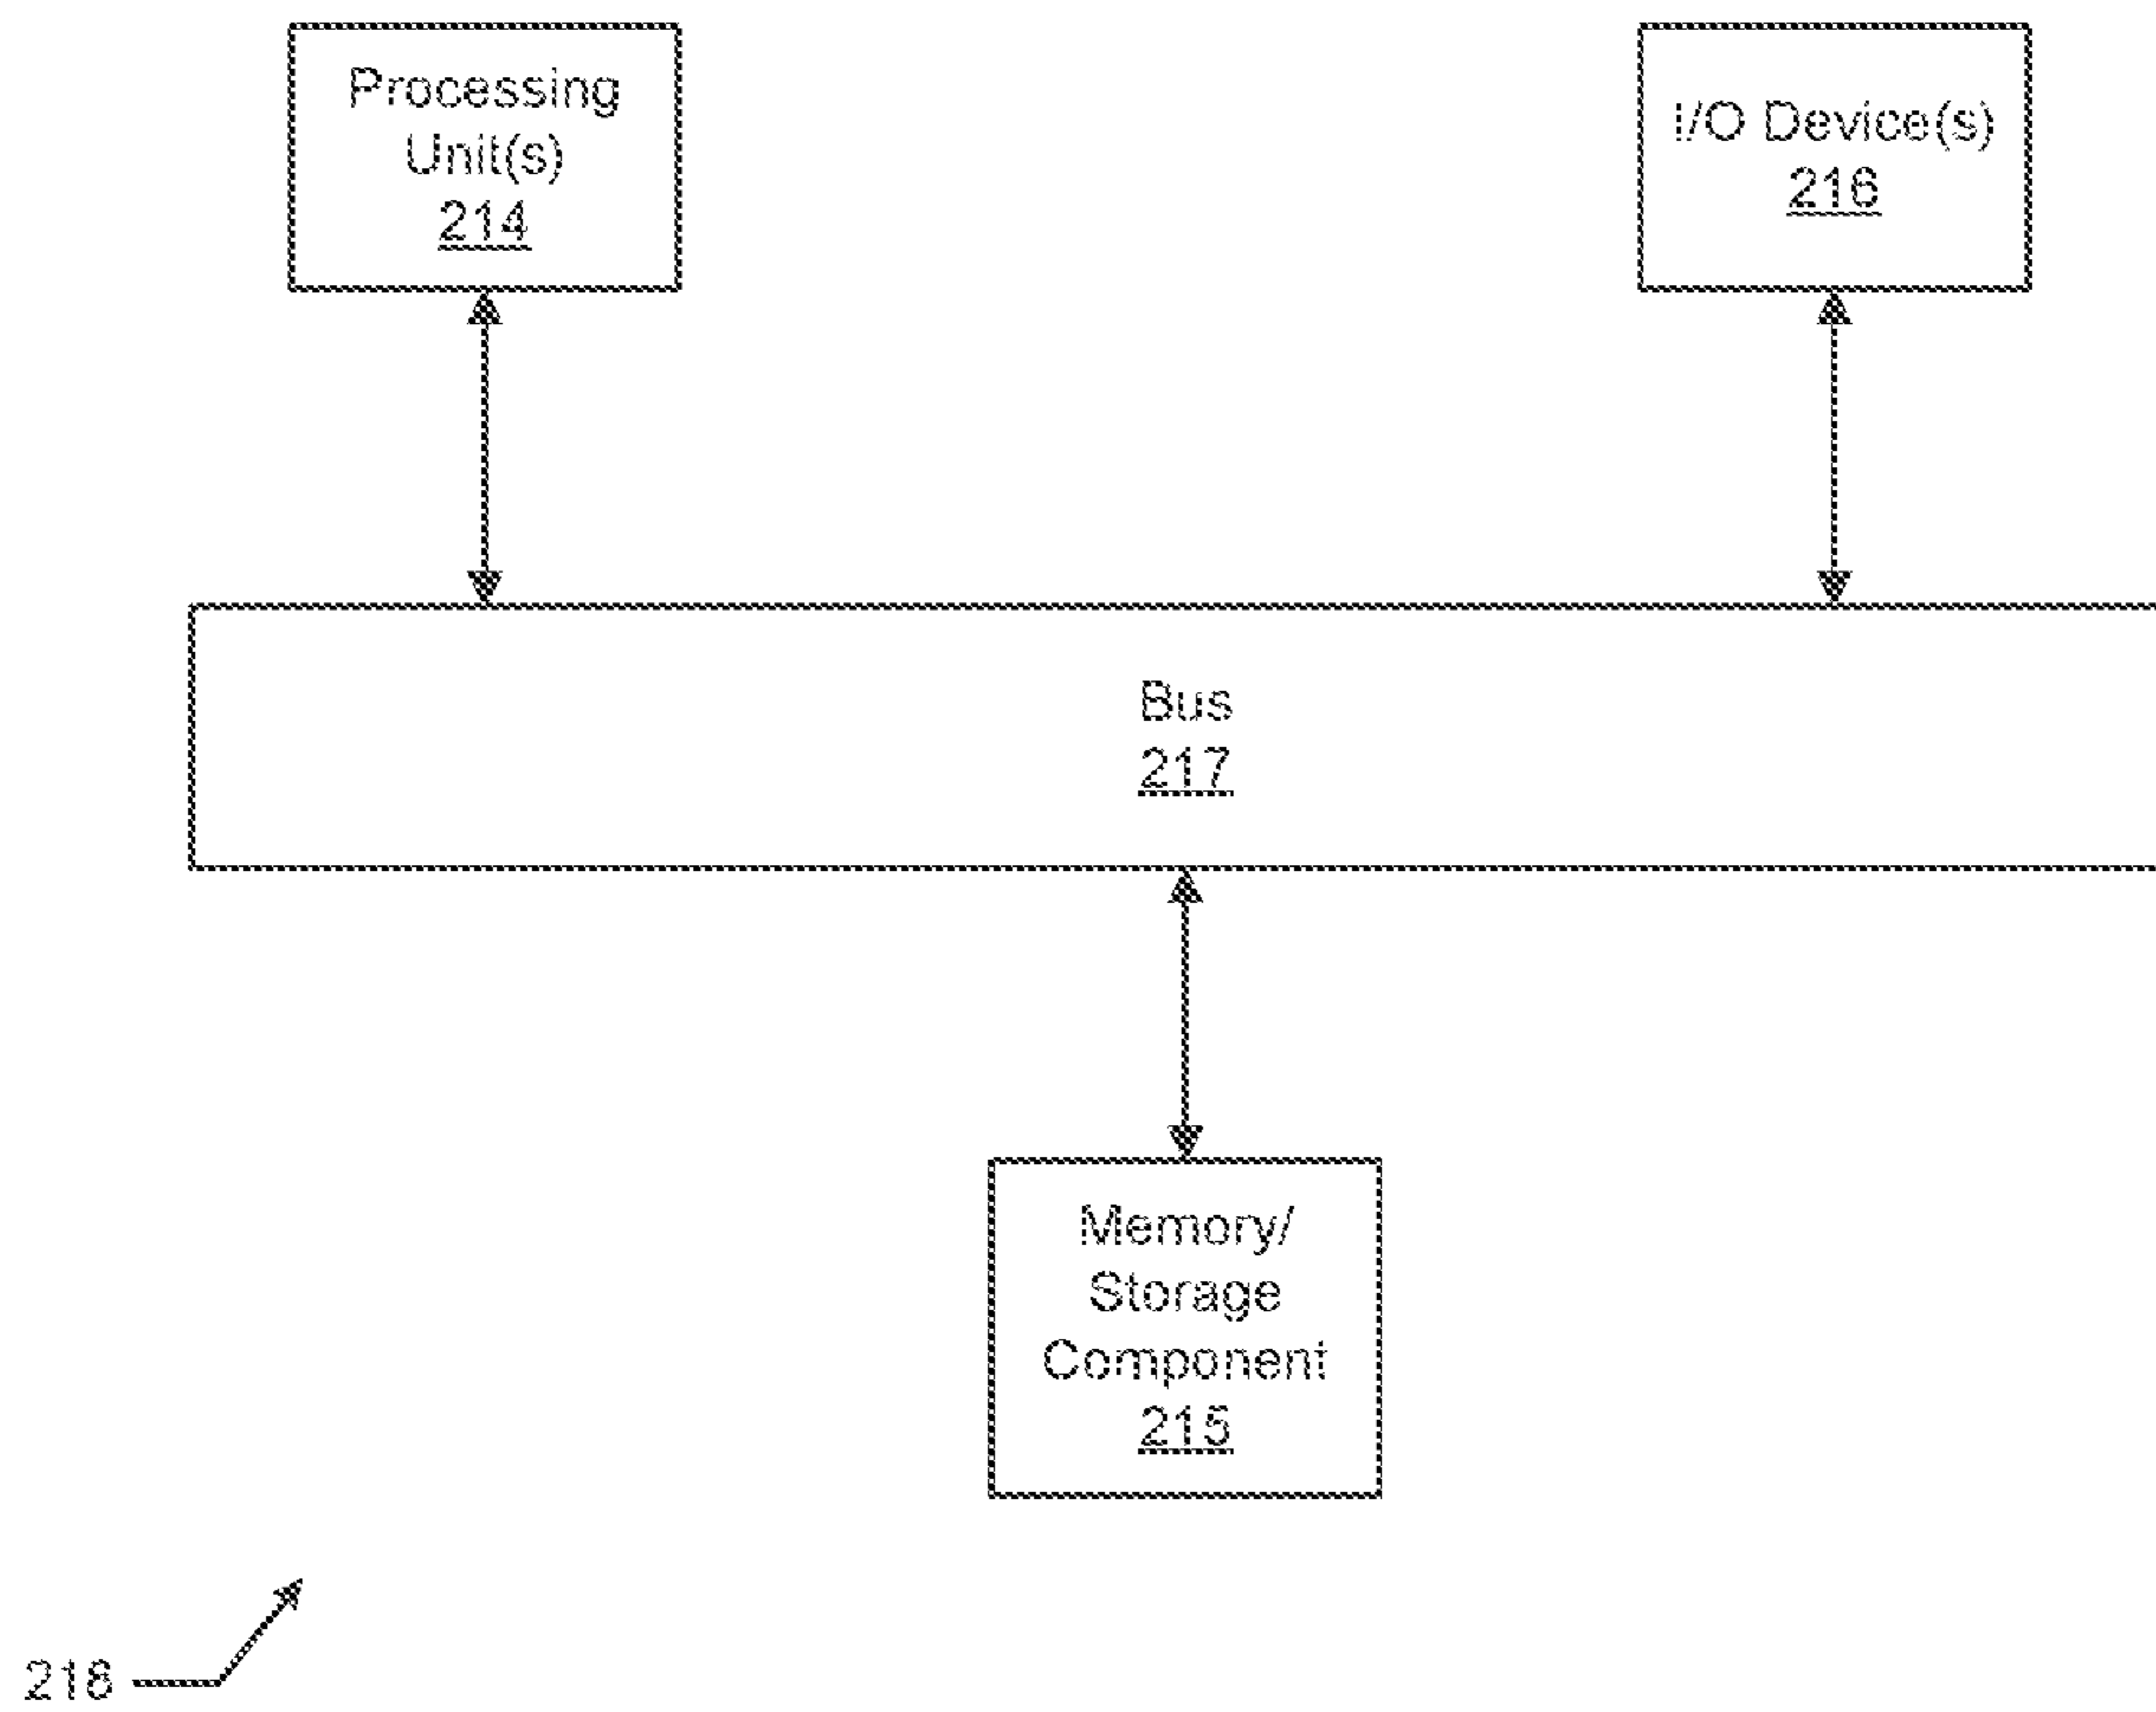 Processing
Unit(s)
214
I/O Device(s)
216
Bus
217
Memory/
Storage
Component
215
218